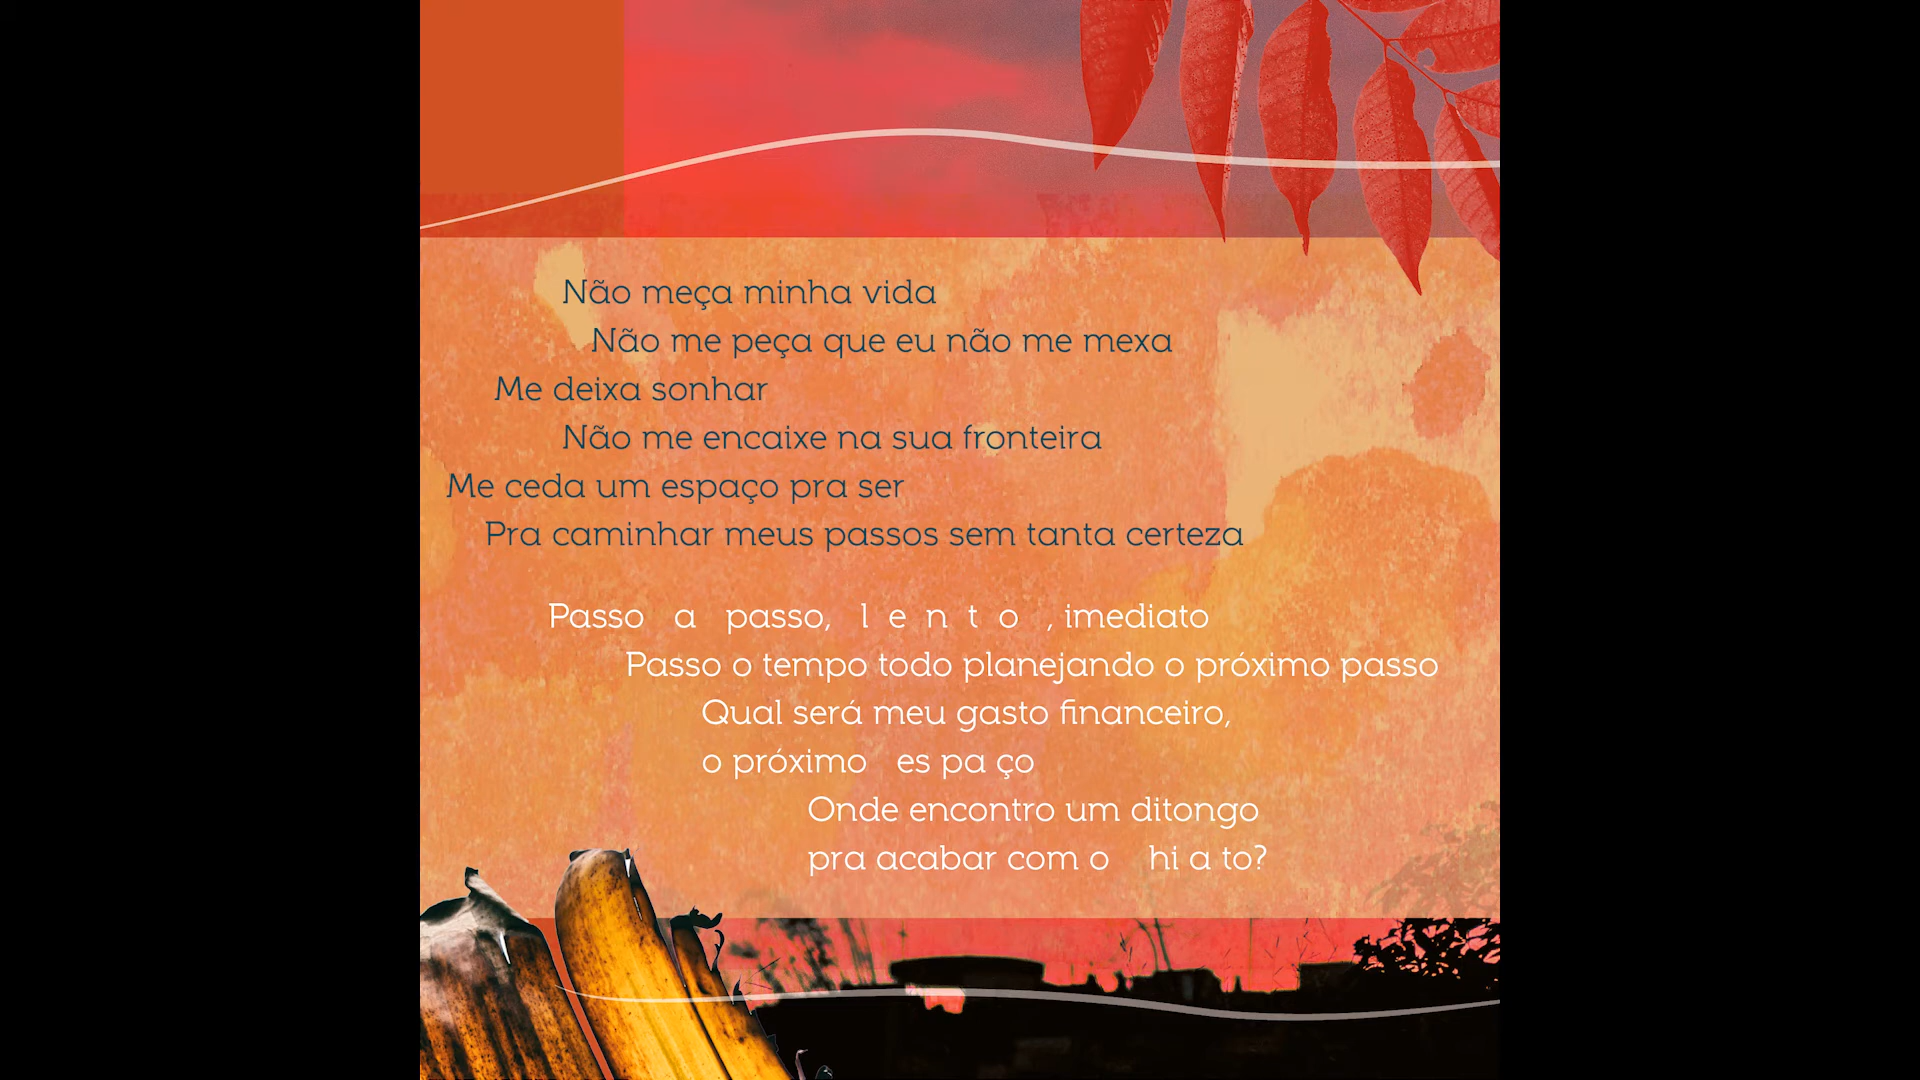 Não meça minha vida
Não me peça que eu não me mexa
Me deixa sonhar
Não me encaixe na sua fronteira
Me ceda um espaço pra ser
Pra caminhar meus passos sem tanta certeza
Passo a passo, l e n t o , imediato
Passo o tempo todo planejando o próximo passo
Qual será meu gasto financeiro,
o próximo es pa ço
Onde encontro um ditongo
pra acabar com o hi a to?